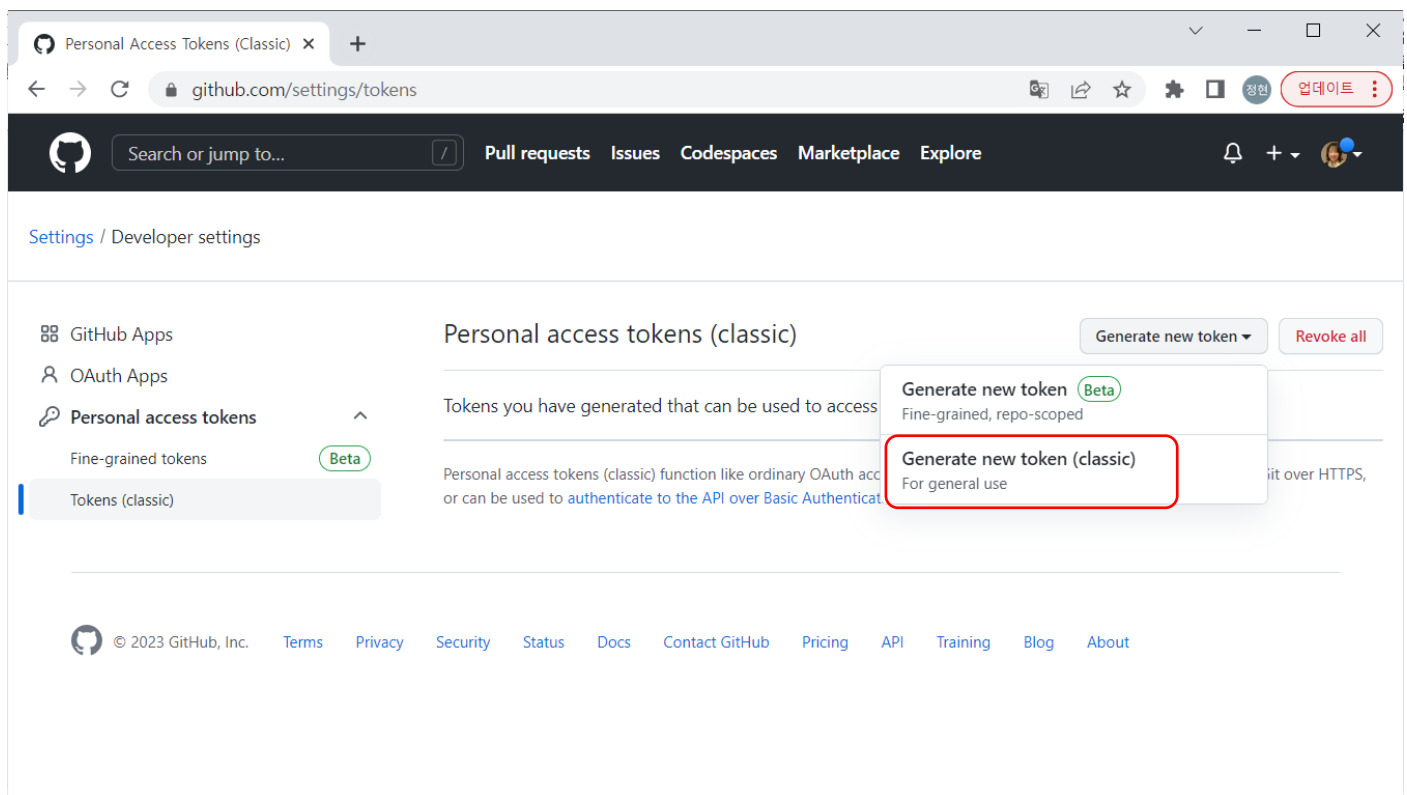 Personal Access Tokens (Classic)
github.com/settings/tokens
정현
업데이트
Search or jump to...
/
Pull requests Issues Codespaces Marketplace Explore
Settings / Developer settings
GitHub Apps
OAuth Apps
Personal access tokens
Fine-grained tokens Beta
Tokens (classic)
Personal access tokens (classic)
Generate new token
Revoke all
Generate new token Beta
Fine-grained, repo-scoped
Generate new token (classic)
For general use
Tokens you have generated that can be used to access
Personal access tokens (classic) function like ordinary OAuth over HTTPS,
or can be used to authenticate to the API over Basic
© 2023 GitHub, Inc. Terms Privacy Security Status Docs Contact GitHub Pricing API Training Blog About